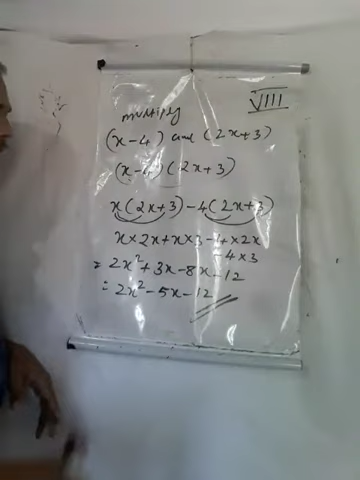 VIII
multiply
(x-4) and (2x+3)
(x-4)(2x+3)
x(2x+3)-4(2x+3)
x×2x+x×3-4×2x
-4×3
= 2x²+3x-8x-12
= 2x²-5x-12